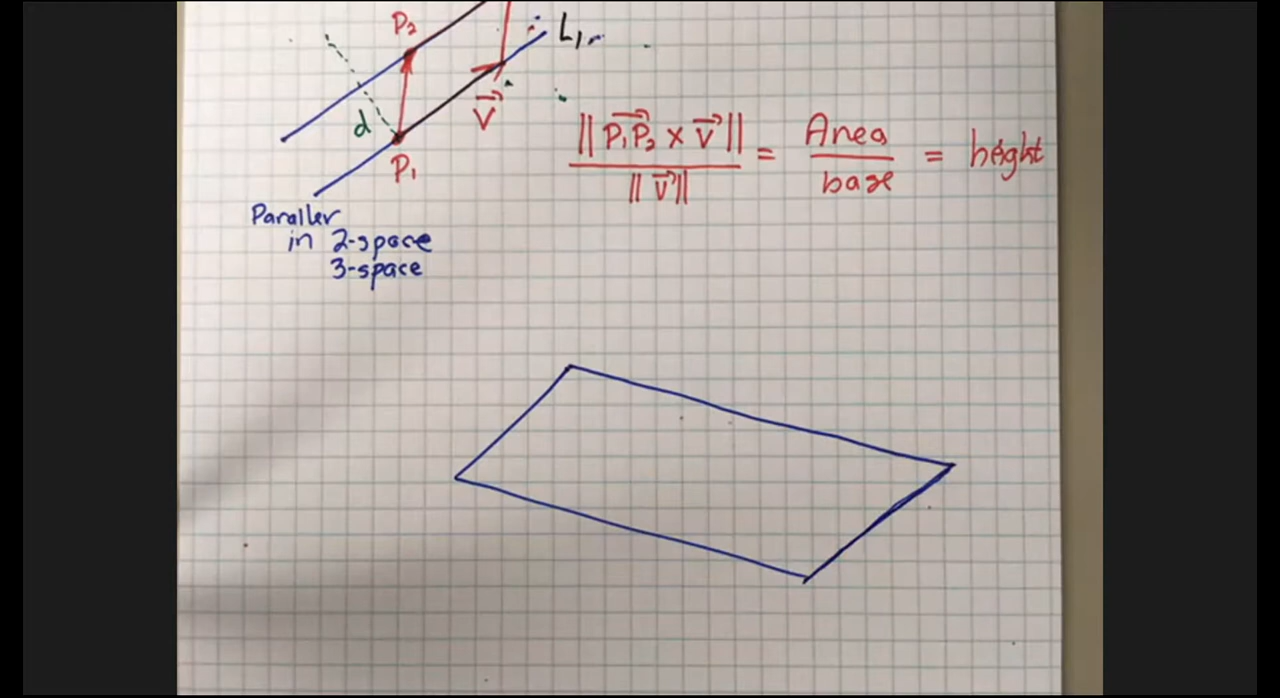 P₂
L₁
d
V⃗
P₁
||P₁P₂⃗ x V⃗|| / ||V⃗|| = Area / base = height
Paraller
in 2-space
3-space